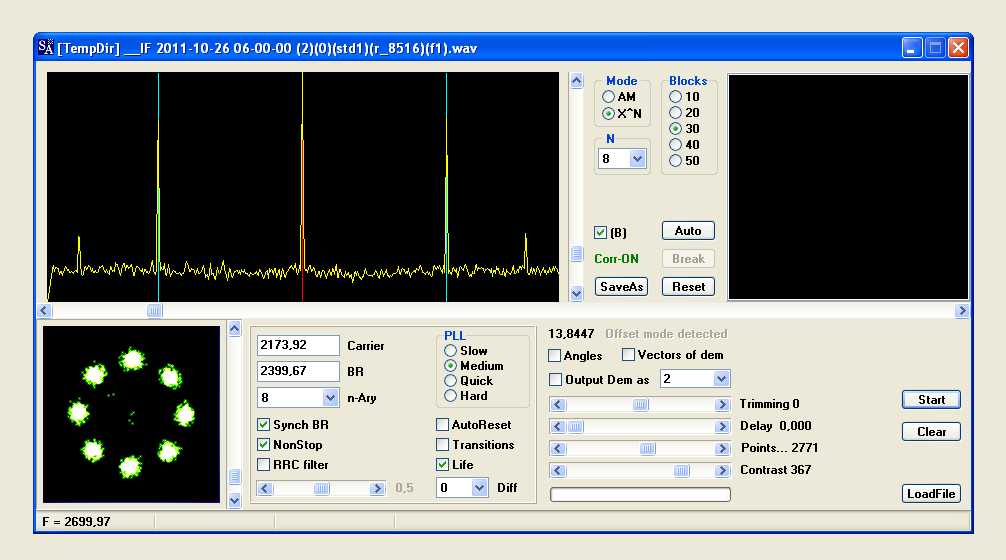 SA [TempDir] __IF 2011-10-26 06-00-00 (2)(0)(std1)(r_8516)(f1).wav
Mode
AM
X^N
N
8
Blocks
10
20
30
40
50
(B)
Auto
Corr-ON
Break
SaveAs
Reset
2173,92 Carrier
2399,67 BR
8 n-Ary
Synch BR
NonStop
RRC filter
0,5
PLL
Slow
Medium
Quick
Hard
AutoReset
Transitions
Life
0 Diff
13,8447 Offset mode detected
Angles Vectors of dem
Output Dem as 2
Trimming 0
Delay 0,000
Points... 2771
Contrast 367
Start
Clear
LoadFile
F = 2699,97